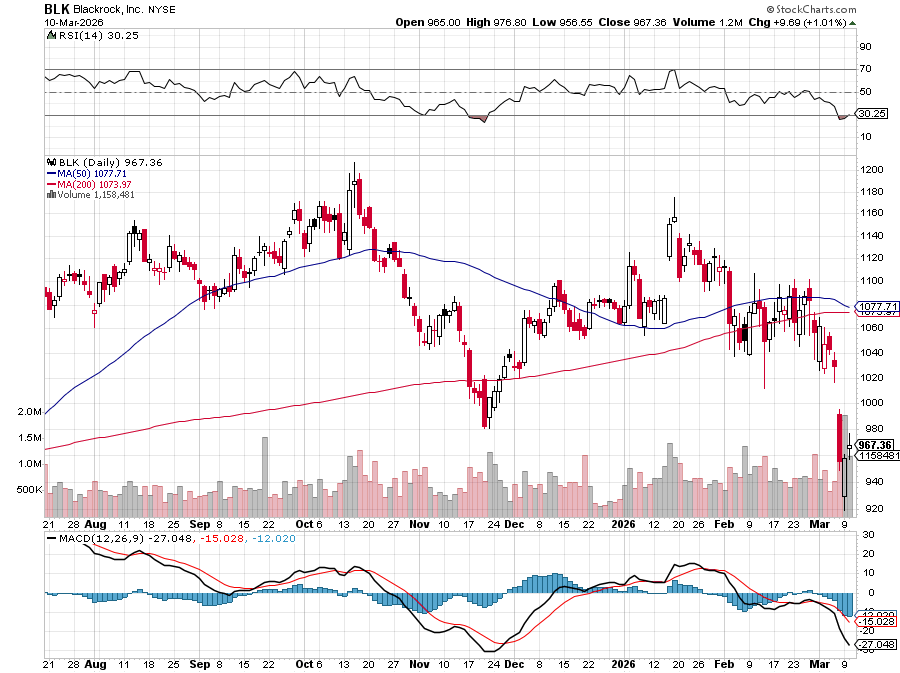 BLK Blackrock, Inc. NYSE
© StockCharts.com
10-Mar-2026
Open 965.00 High 976.80 Low 956.55 Close 967.36 Volume 1.2M Chg +9.69 (+1.01%)
RSI(14) 30.25
90
70
50
30.25
10
BLK (Daily) 967.36
MA(50) 1077.71
MA(200) 1073.97
Volume 1,158,481
1200
1180
1160
1140
1120
1100
1077.71
1073.97
1060
1040
1020
1000
980
967.36
1158481
940
920
2.0M
1.5M
1.0M
500K
21 28 Aug 11 18 25 Sep 8 15 22 Oct 6 13 20 27 Nov 10 17 24 Dec 8 15 22 2026 12 20 26 Feb 9 17 23 Mar 9
MACD(12,26,9) -27.048, -15.028, -12.020
30
20
10
0
-12.020
-15.028
-20
-27.048
21 28 Aug 11 18 25 Sep 8 15 22 Oct 6 13 20 27 Nov 10 17 24 Dec 8 15 22 2026 12 20 26 Feb 9 17 23 Mar 9